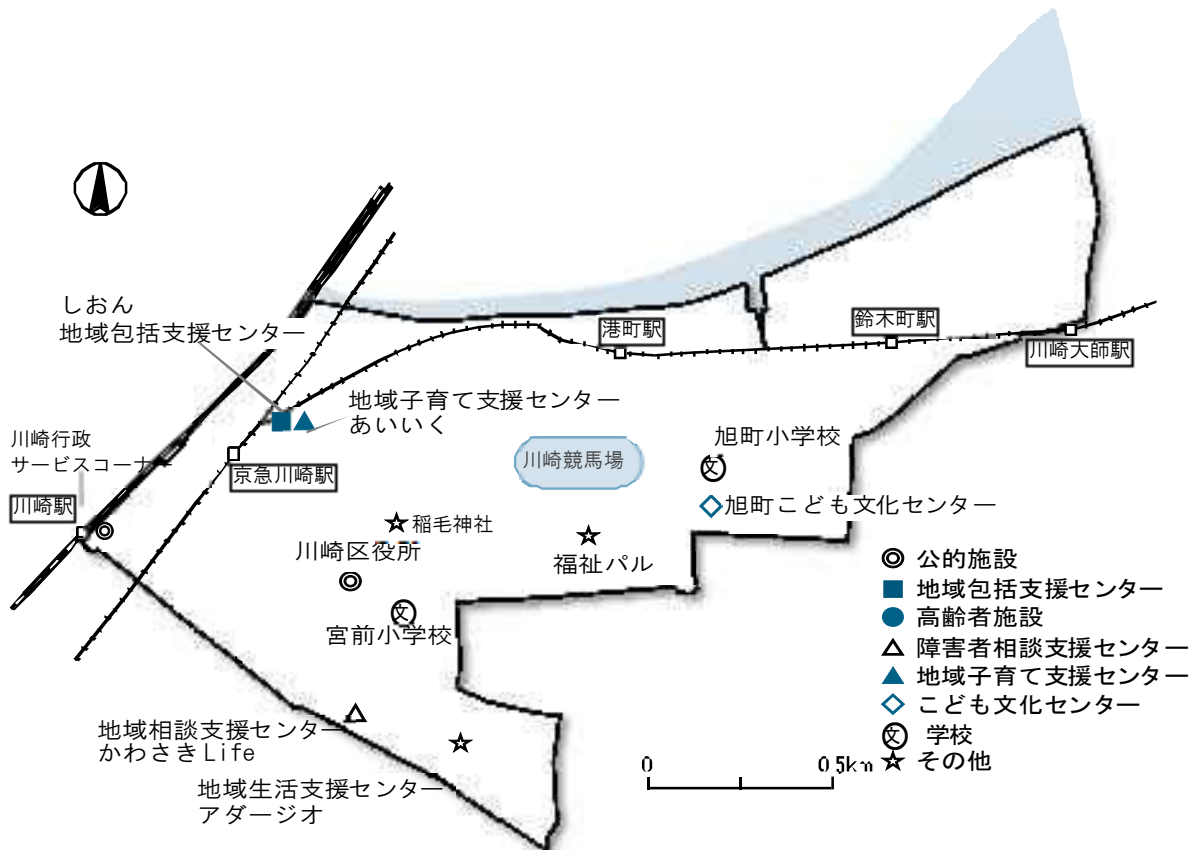 しおん
地域包括支援センター
港町駅
鈴木町駅
川崎大師駅
地域子育て支援センター
あいいく
川崎行政
サービスコーナー
京急川崎駅
川崎競馬場
旭町小学校
文
川崎駅
旭町こども文化センター
稲毛神社
川崎区役所
福祉パル
文
宮前小学校
地域相談支援センター
かわさきLife
地域生活支援センター
アダージオ
公的施設
地域包括支援センター
高齢者施設
障害者相談支援センター
地域子育て支援センター
こども文化センター
文 学校
その他
0 0.5km